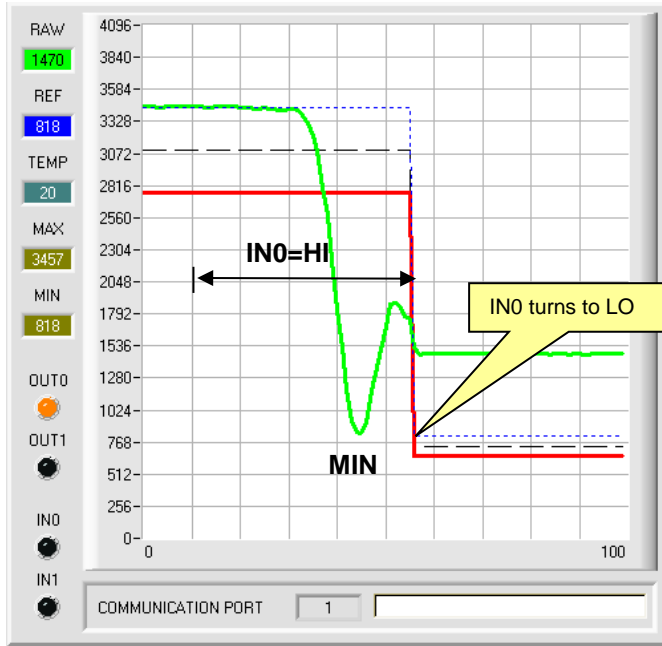 RAW
1470
REF
818
TEMP
20
MAX
3457
MIN
818
OUT0
OUT1
IN0
IN1
4096
3840
3584
3328
3072
2816
2560
2304
2048
1792
1536
1280
1024
768
512
256
0
0
100
IN0=HI
IN0 turns to LO
MIN
COMMUNICATION PORT
1